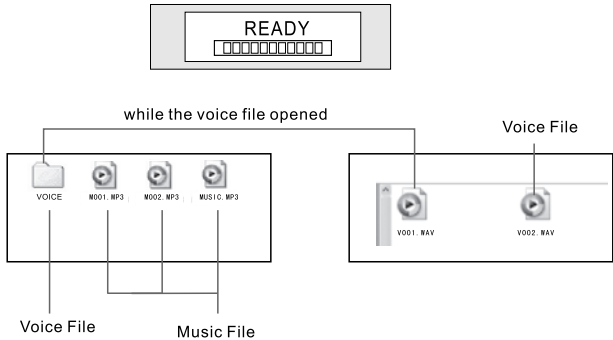 READY
while the voice file opened
Voice File
VOICE
M001.MP3
M002.MP3
MUSIC.MP3
V001.WAV
V002.WAV
Voice File
Music File